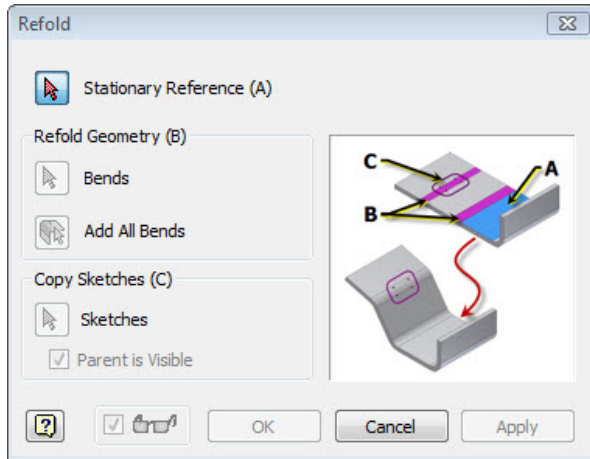 Refold
Stationary Reference (A)
Refold Geometry (B)
Bends
Add All Bends
Copy Sketches (C)
Sketches
Parent is Visible
C
A
B
?
OK
Cancel
Apply